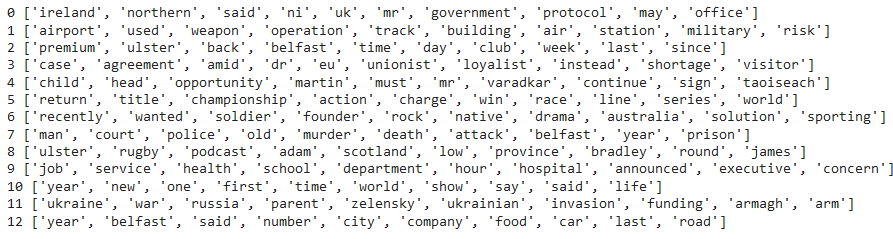 0 ['ireland', 'northern', 'said', 'ni', 'uk', 'mr', 'government', 'protocol', 'may', 'office']
1 ['airport', 'used', 'weapon', 'operation', 'track', 'building', 'air', 'station', 'military', 'risk']
2 ['premium', 'ulster', 'back', 'belfast', 'time', 'day', 'club', 'week', 'last', 'since']
3 ['case', 'agreement', 'amid', 'dr', 'eu', 'unionist', 'loyalist', 'instead', 'shortage', 'visitor']
4 ['child', 'head', 'opportunity', 'martin', 'must', 'mr', 'varadkar', 'continue', 'sign', 'taoiseach']
5 ['return', 'title', 'championship', 'action', 'charge', 'win', 'race', 'line', 'series', 'world']
6 ['recently', 'wanted', 'soldier', 'founder', 'rock', 'native', 'drama', 'australia', 'solution', 'sporting']
7 ['man', 'court', 'police', 'old', 'murder', 'death', 'attack', 'belfast', 'year', 'prison']
8 ['ulster', 'rugby', 'podcast', 'adam', 'scotland', 'low', 'province', 'bradley', 'round', 'james']
9 ['job', 'service', 'health', 'school', 'department', 'hour', 'hospital', 'announced', 'executive', 'concern']
10 ['year', 'new', 'one', 'first', 'time', 'world', 'show', 'say', 'said', 'life']
11 ['ukraine', 'war', 'russia', 'parent', 'zelensky', 'ukrainian', 'invasion', 'funding', 'armagh', 'arm']
12 ['year', 'belfast', 'said', 'number', 'city', 'company', 'food', 'car', 'last', 'road']